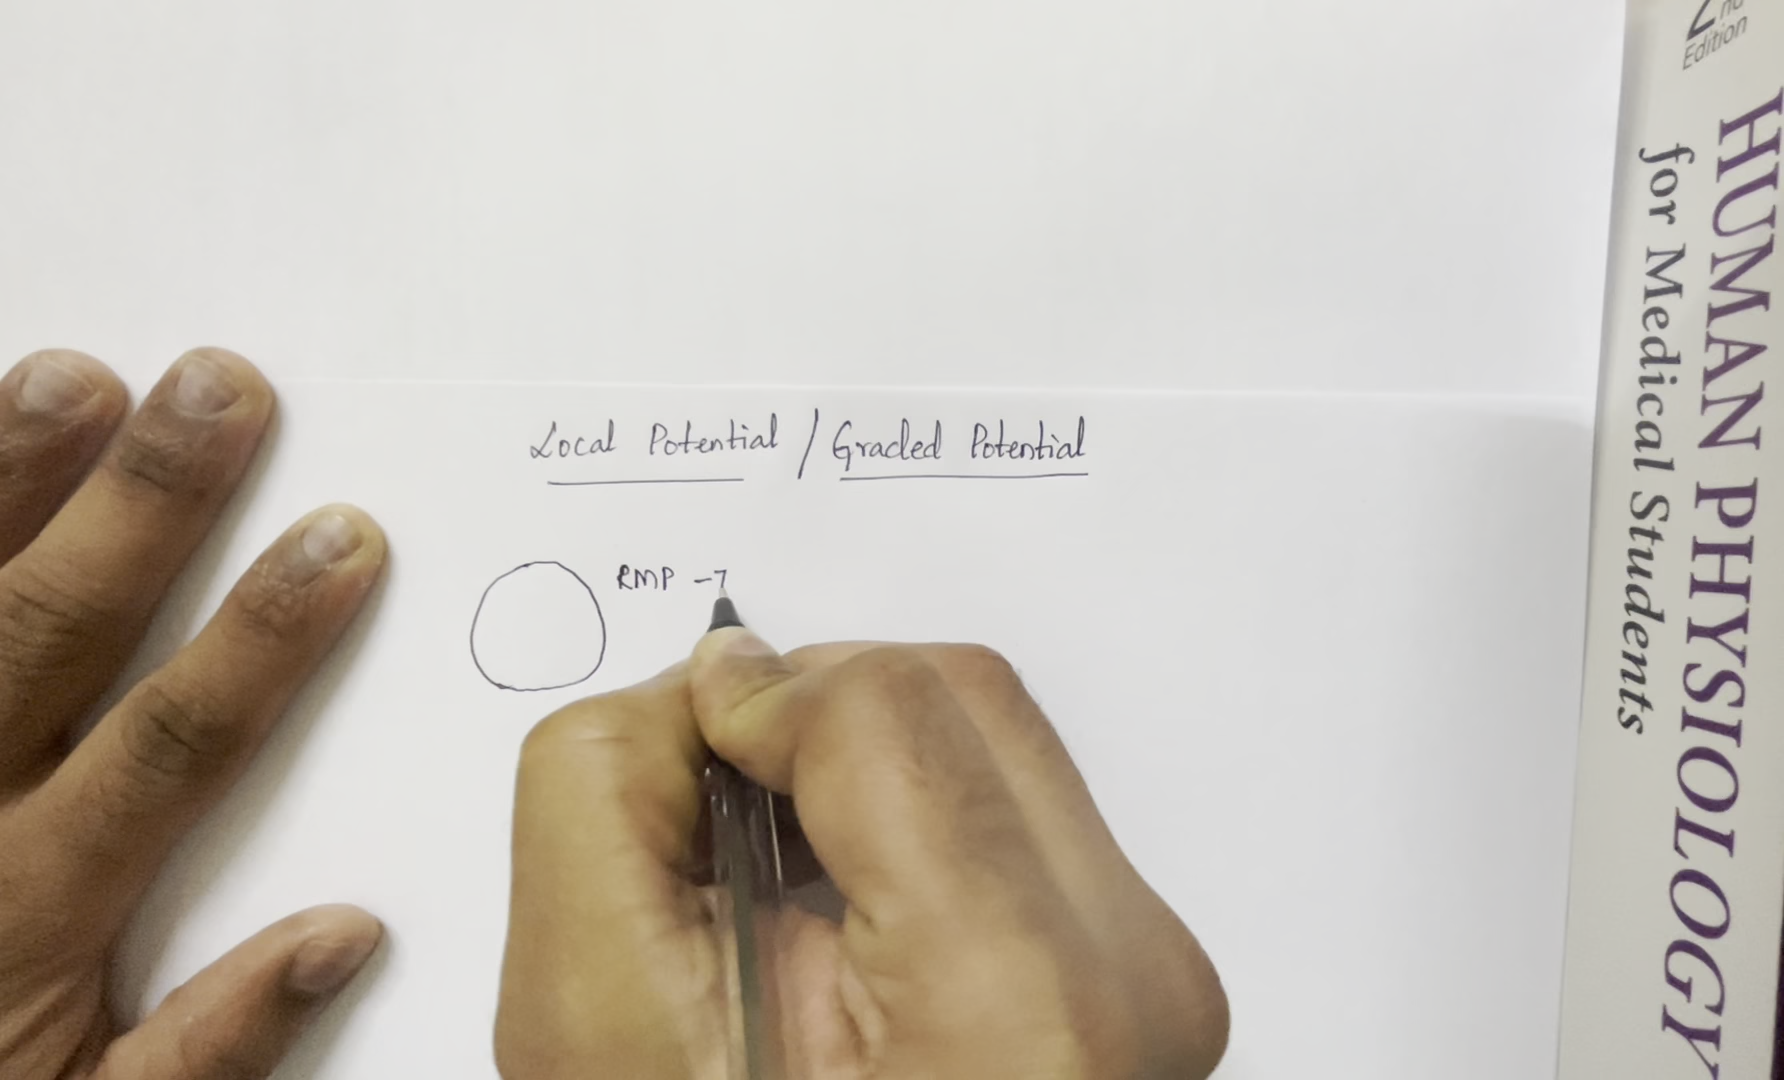 Local Potential / Graded Potential
RMP -7
2nd
Edition
HUMAN PHYSIOLOGY
for Medical Students